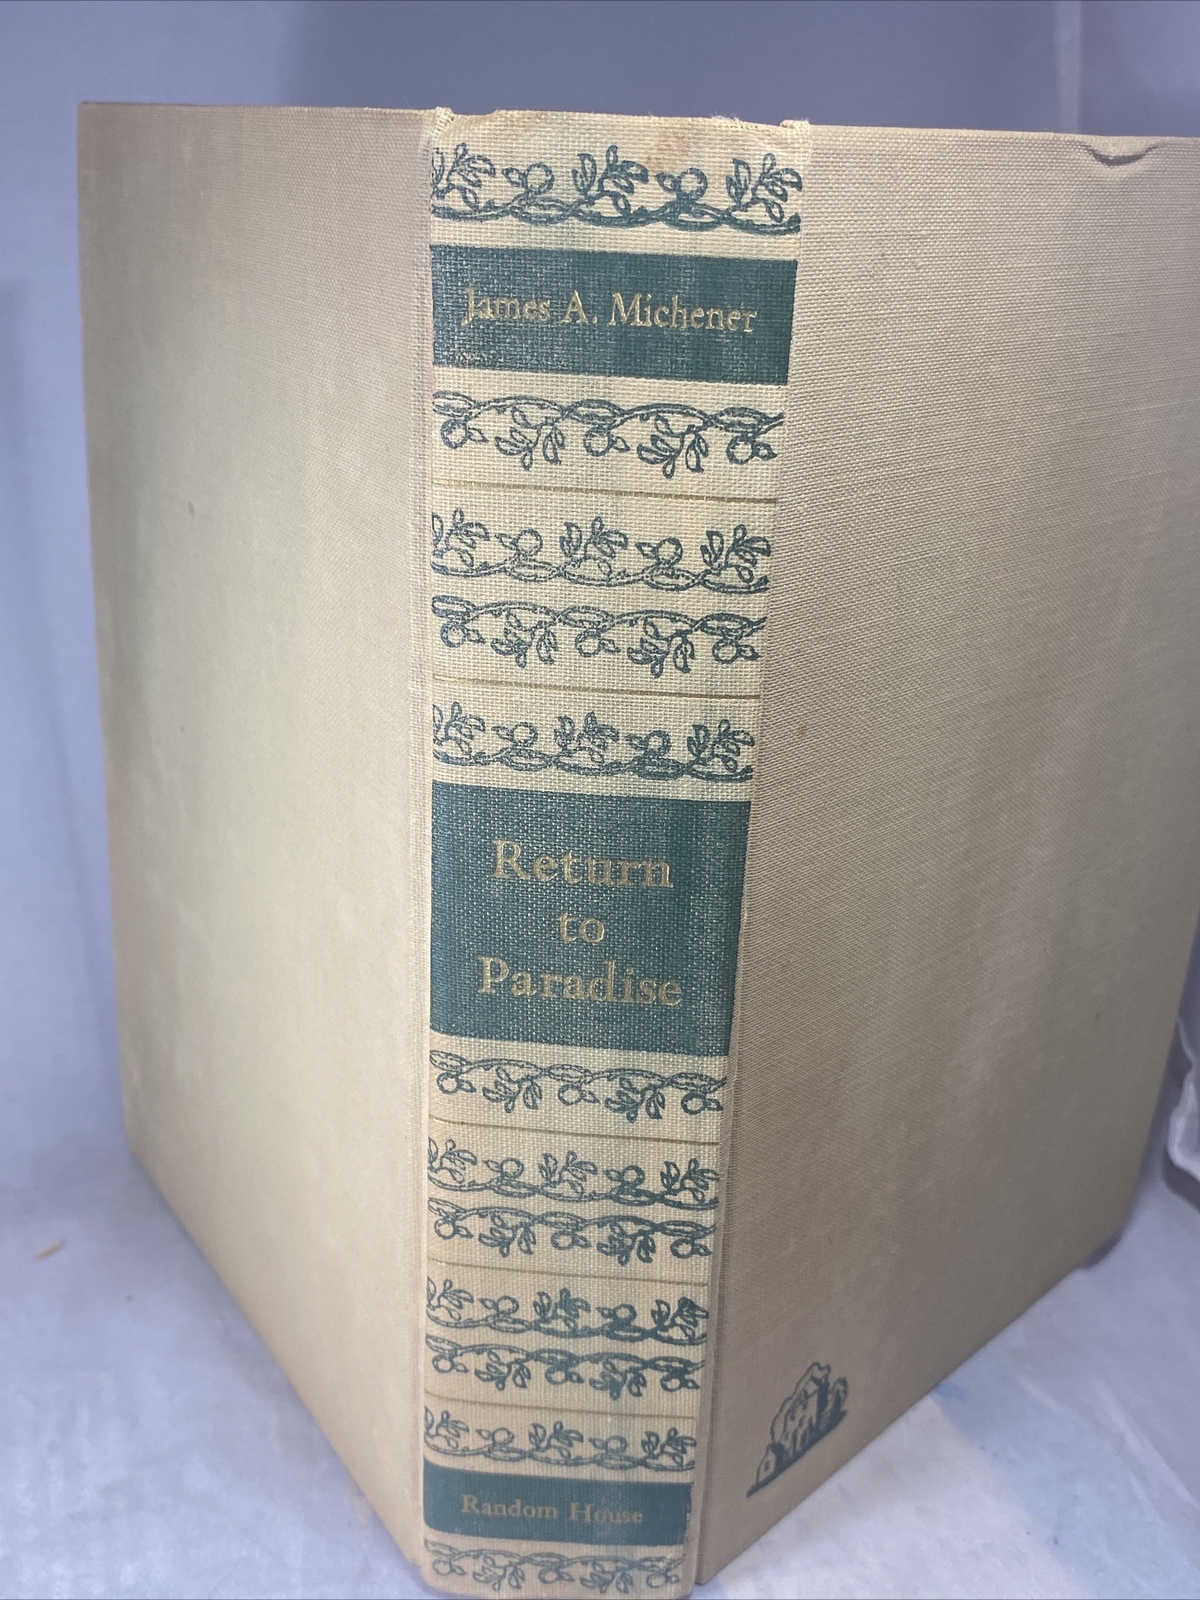 James A. Michener
Return
to
Paradise
Random House